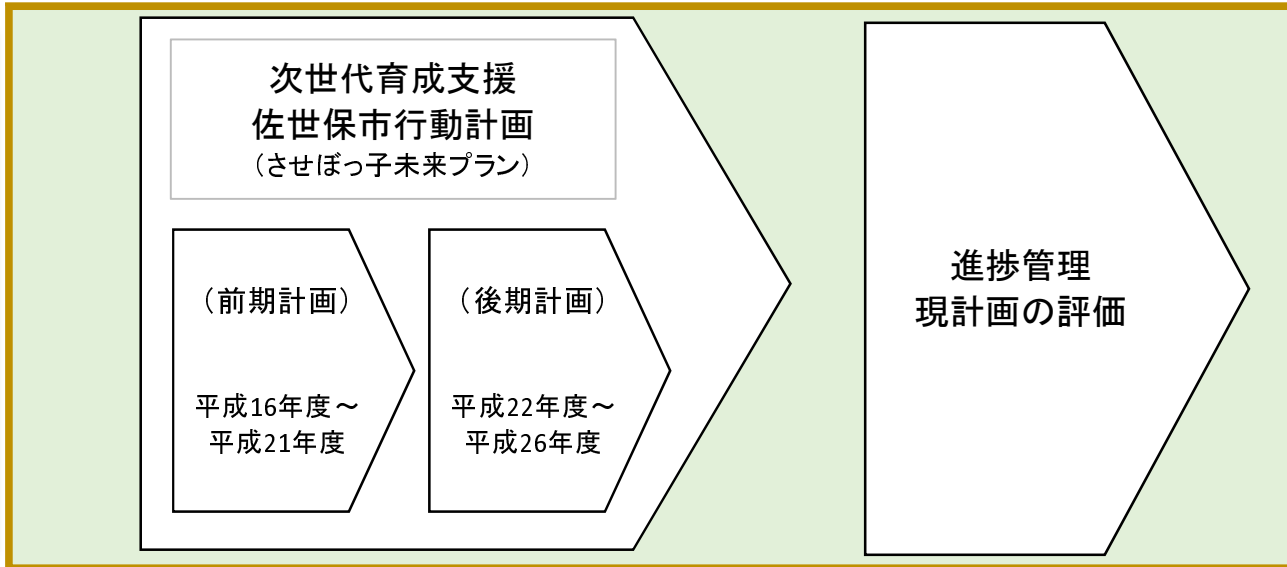 次世代育成支援
佐世保市行動計画
（させぼっ子未来プラン）
（前期計画）
平成16年度～
平成21年度
（後期計画）
平成22年度～
平成26年度
進捗管理
現計画の評価